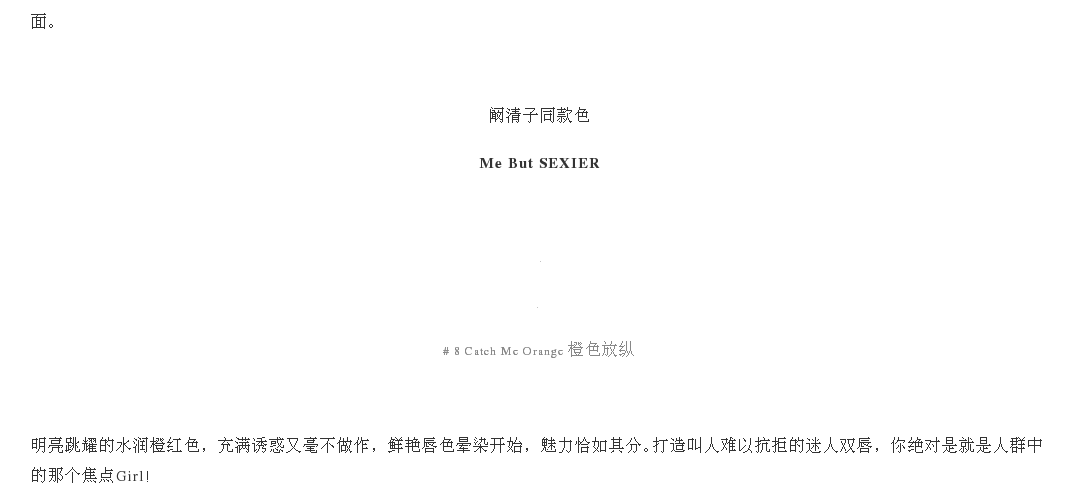 面。
阚清子同款色
Me But SEXIER
# 8 Catch Me Orange 橙色放纵
明亮跳耀的水润橙红色，充满诱惑又毫不做作，鲜艳唇色晕染开始，魅力恰如其分。打造叫人难以抗拒的迷人双唇，你绝对是就是人群中
的那个焦点Girl!